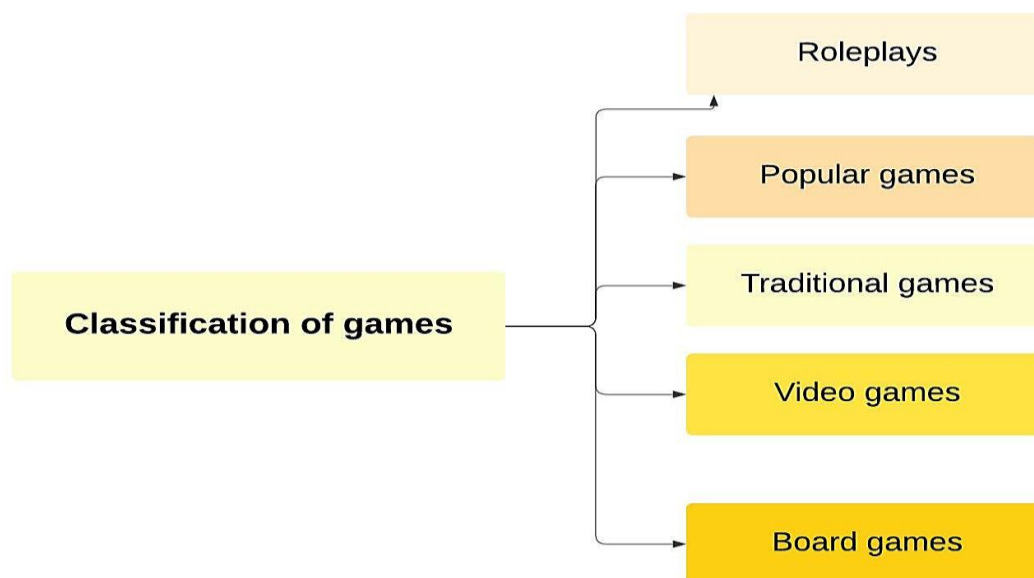 Roleplays
Popular games
Traditional games
Classification of games
Video games
Board games